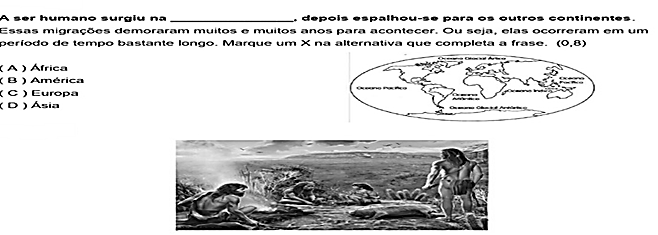 A ser humano surgiu na ____________________, depois espalhou-se para os outros continentes.
Essas migrações demoraram muitos e muitos anos para acontecer. Ou seja, elas ocorreram em um
período de tempo bastante longo. Marque um X na alternativa que completa a frase. (0,8)
( A ) África
( B ) América
( C ) Europa
( D ) Ásia
Oceano Glacial Ártico
Oceano Pacífico
Oceano Atlântico
Oceano Índico
Oceano Pacífico
Oceano Glacial Antártico